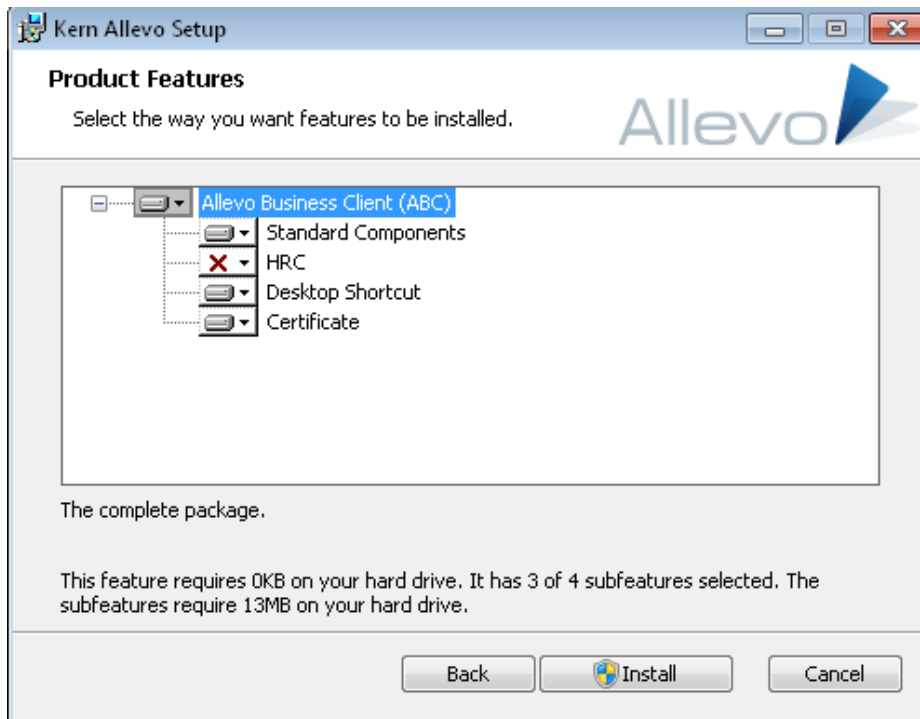 Kern Allevo Setup
Product Features
Select the way you want features to be installed.
Allevo
Allevo Business Client (ABC)
Standard Components
HRC
Desktop Shortcut
Certificate
The complete package.
This feature requires 0KB on your hard drive. It has 3 of 4 subfeatures selected. The
subfeatures require 13MB on your hard drive.
Back
Install
Cancel